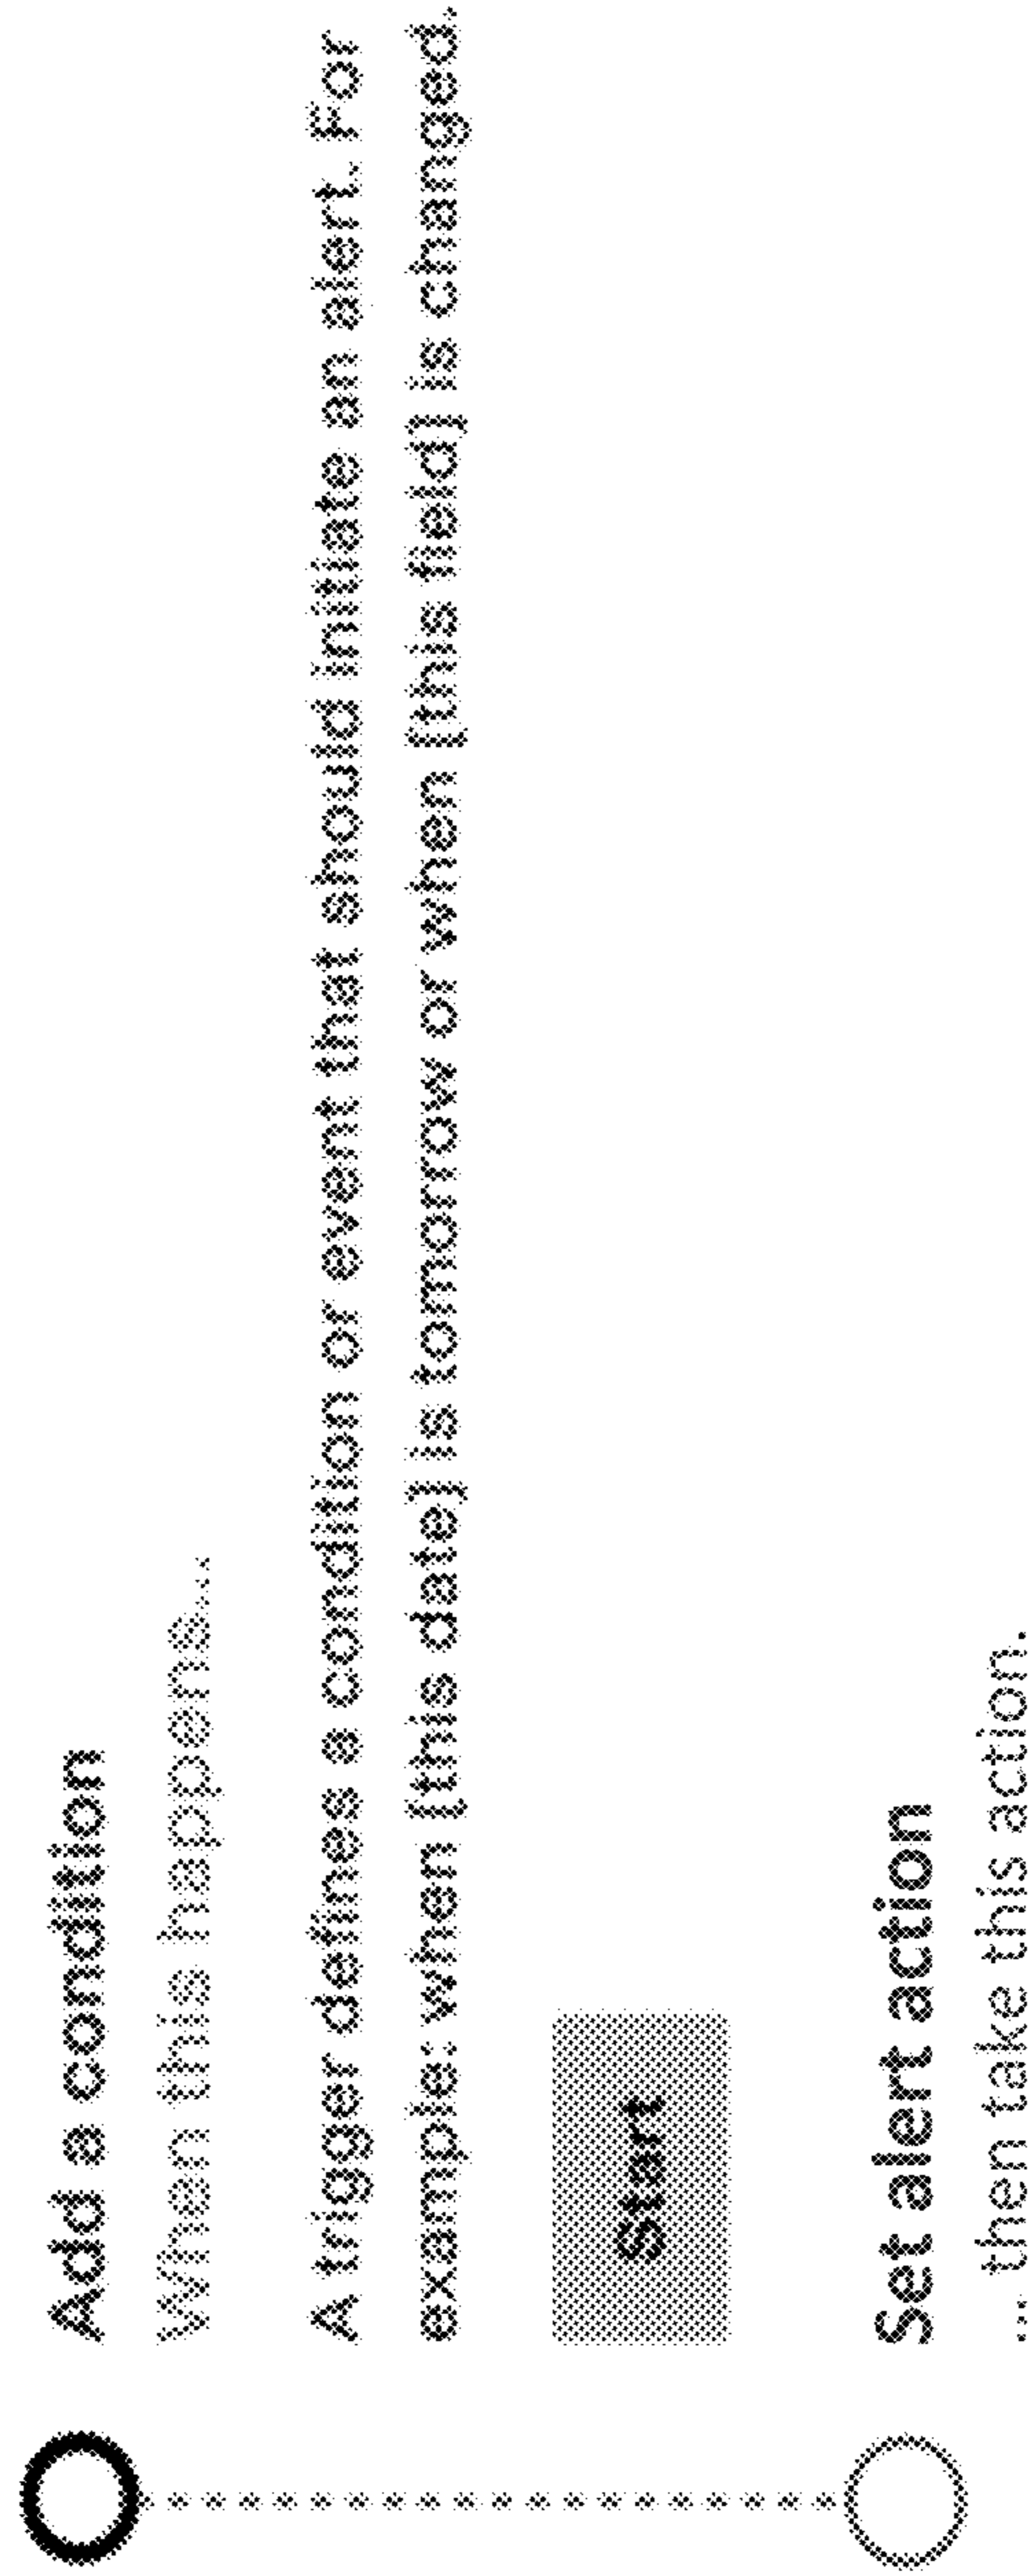 Add a condition
When this happens...
A trigger defines a condition or event that should initiate an alert. For
example: when [this date] is tomorrow or when [this field] is changed.
Start
Set alert action
... then take this action.